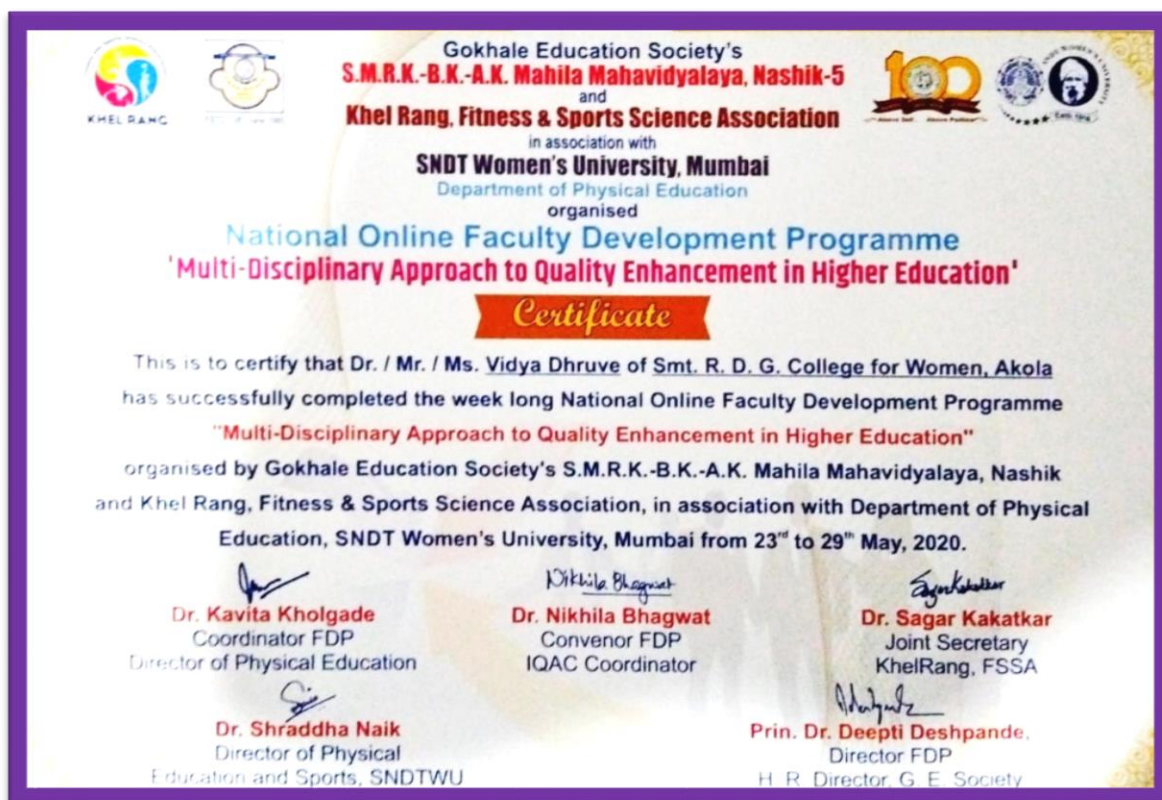 Gokhale Education Society's
S.M.R.K.-B.K.-A.K. Mahila Mahavidyalaya, Nashik-5
and
Khel Rang, Fitness & Sports Science Association
in association with
SNDT Women's University, Mumbai
Department of Physical Education
organised
National Online Faculty Development Programme
'Multi-Disciplinary Approach to Quality Enhancement in Higher Education'
KHEL RANG
100
Certificate
This is to certify that Dr. / Mr. / Ms. Vidya Dhruve of Smt. R. D. G. College for Women, Akola
has successfully completed the week long National Online Faculty Development Programme
"Multi-Disciplinary Approach to Quality Enhancement in Higher Education"
organised by Gokhale Education Society's S.M.R.K.-B.K.-A.K. Mahila Mahavidyalaya, Nashik
and Khel Rang, Fitness & Sports Science Association, in association with Department of Physical
Education, SNDT Women's University, Mumbai from 23rd to 29th May, 2020.
Nikhila Bhagwat
Sagar Kakatkar
Dr. Kavita Kholgade
Coordinator FDP
Director of Physical Education
Dr. Nikhila Bhagwat
Convenor FDP
IQAC Coordinator
Dr. Sagar Kakatkar
Joint Secretary
KhelRang, FSSA
Dr. Shraddha Naik
Director of Physical
Education and Sports, SNDTWU
Prin. Dr. Deepti Deshpande,
Director FDP
H. R. Director, G. E. Society